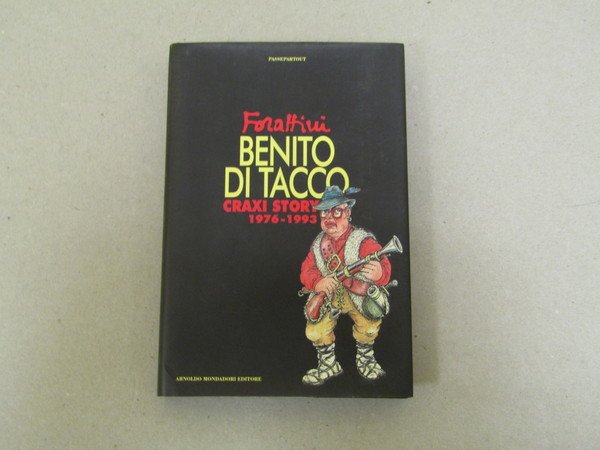 PASSEPARTOUT
Forattini
BENITO
DI TACCO
CRAXI STORY
1976-1993
ARNOLDO MONDADORI EDITORE